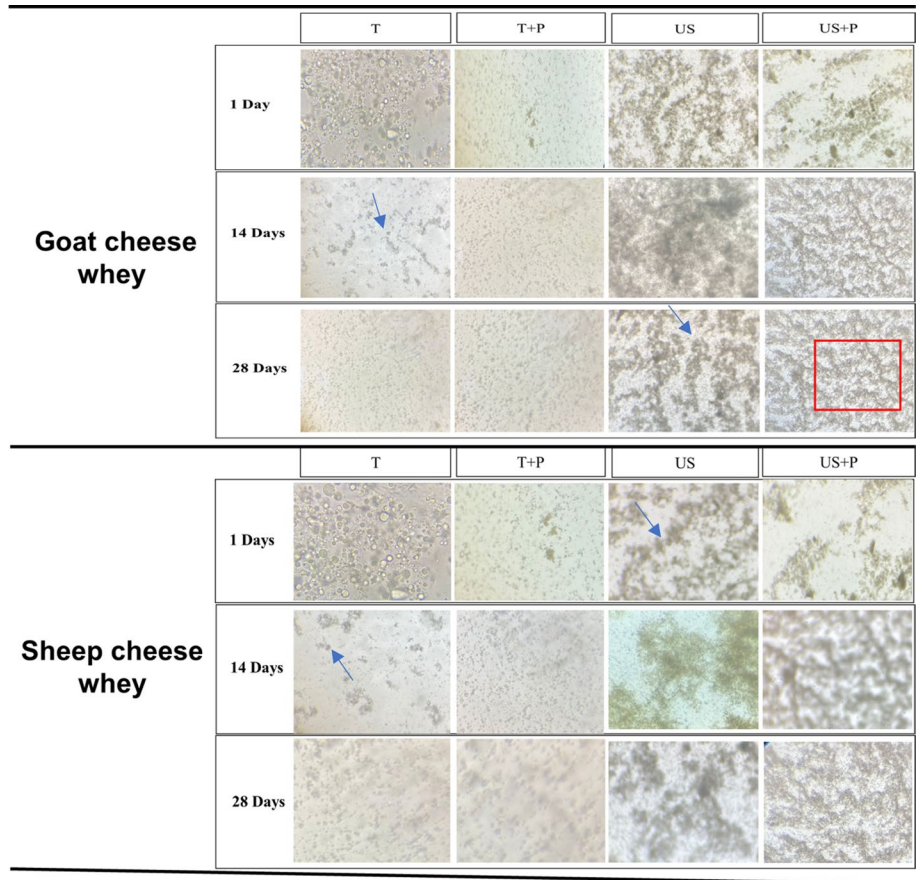 T T+P US US+P
1 Day
14 Days
Goat cheese
whey
28 Days
T T+P US US+P
1 Days
Sheep cheese
whey
14 Days
28 Days